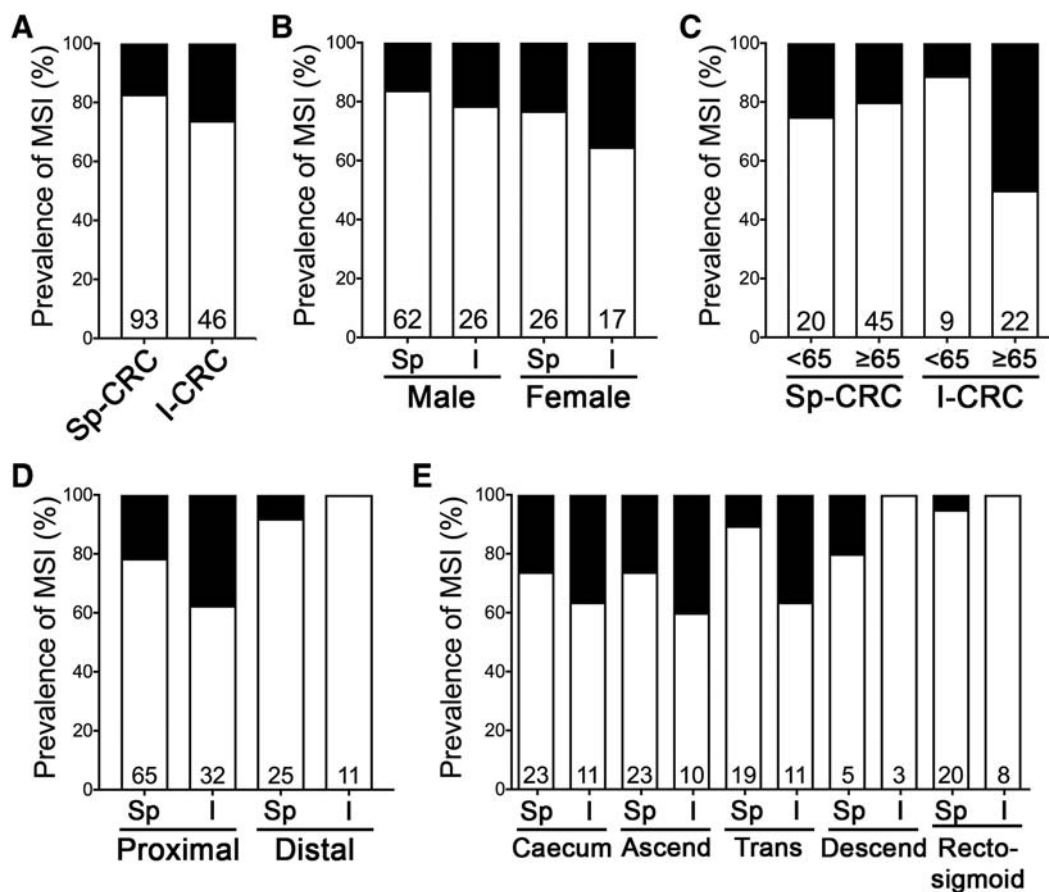 A
Prevalence of MSI (%)
100
80
60
40
20
0
93 46
Sp-CRC I-CRC
B
Prevalence of MSI (%)
100
80
60
40
20
0
62 26 26 17
Sp I Sp I
Male Female
C
Prevalence of MSI (%)
100
80
60
40
20
0
20 45 9 22
<65 ≥65 <65 ≥65
Sp-CRC I-CRC
D
Prevalence of MSI (%)
100
80
60
40
20
0
65 32 25 11
Sp I Sp I
Proximal Distal
E
Prevalence of MSI (%)
100
80
60
40
20
0
23 11 23 10 19 11 5 3 20 8
Sp I Sp I Sp I Sp I Sp I
Caecum Ascend Trans Descend Recto-
sigmoid